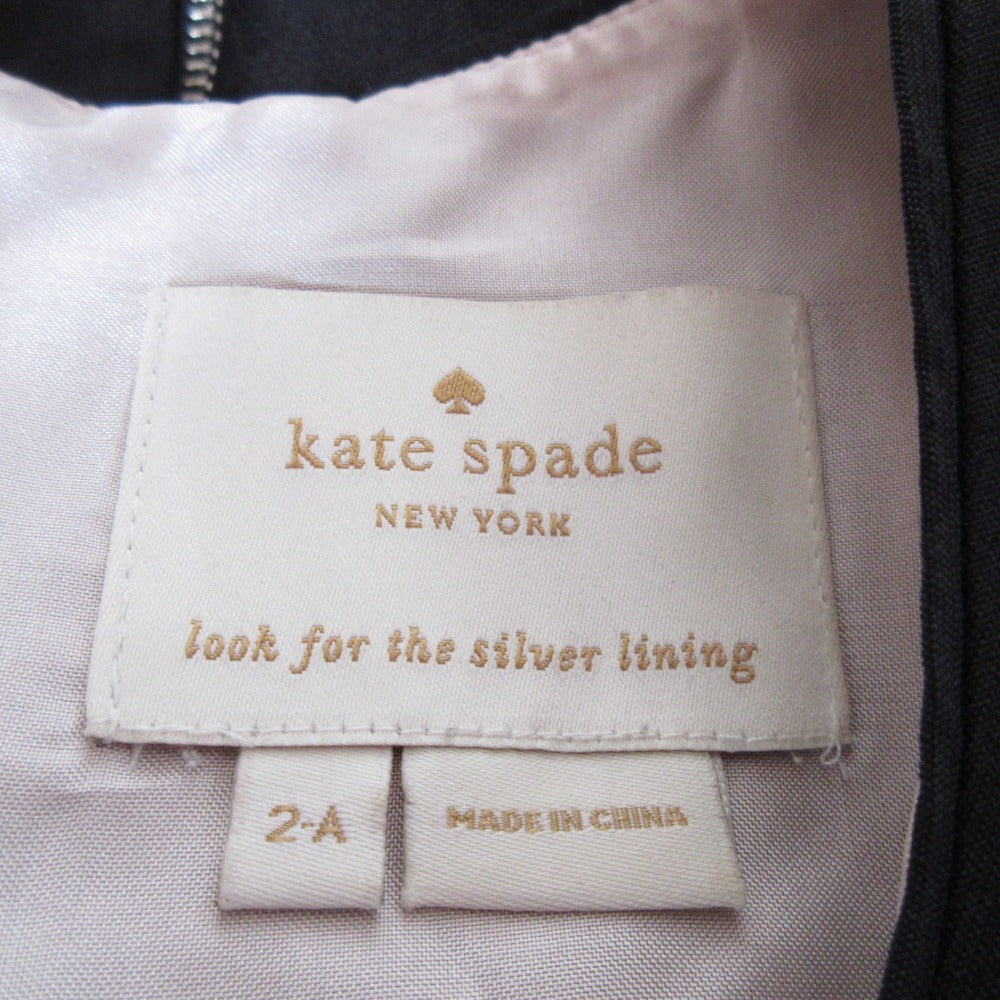 kate spade
NEW YORK
look for the silver lining
2-A
MADE IN CHINA